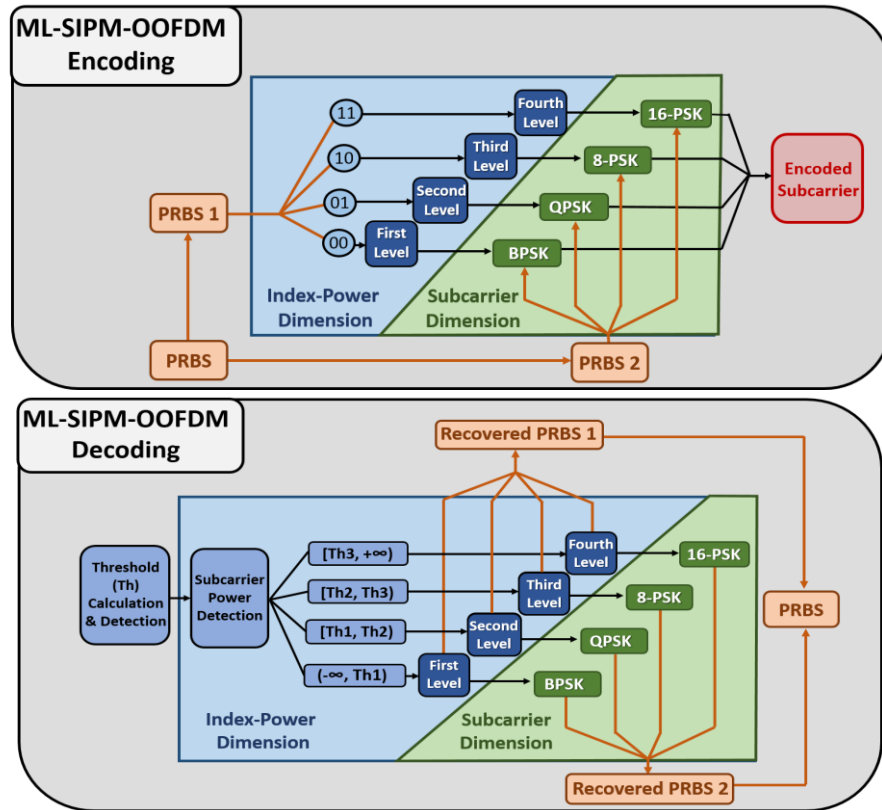 ML-SIPM-OOFDM
Encoding
11
Fourth
Level
16-PSK
10
Third
Level
8-PSK
Encoded
Subcarrier
PRBS 1
01
Second
Level
QPSK
00
First
Level
BPSK
Index-Power
Dimension
Subcarrier
Dimension
PRBS
PRBS 2
ML-SIPM-OOFDM
Decoding
Recovered PRBS 1
Threshold
(Th)
Calculation
& Detection
Subcarrier
Power
Detection
[Th3, +∞)
Fourth
Level
16-PSK
[Th2, Th3)
Third
Level
8-PSK
PRBS
[Th1, Th2)
Second
Level
QPSK
(-∞, Th1)
First
Level
BPSK
Index-Power
Dimension
Subcarrier
Dimension
Recovered PRBS 2